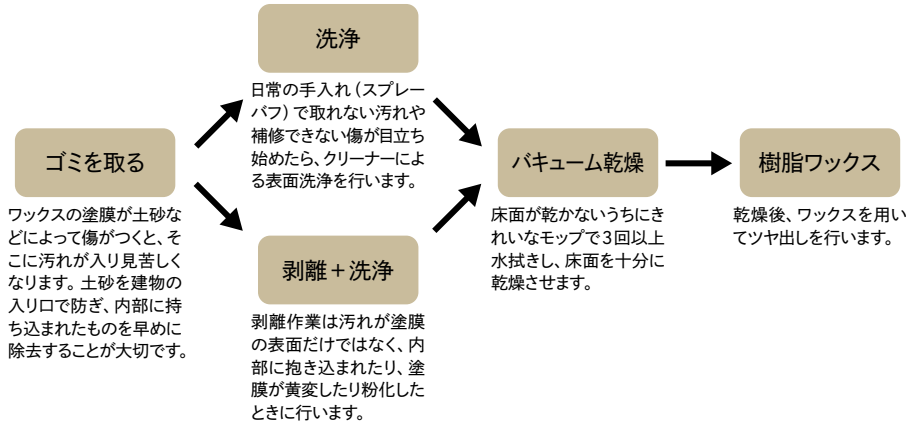 ゴミを取る
ワックスの塗膜が土砂な
どによって傷がつくと、そ
こに汚れが入り見苦しく
なります。土砂を建物の
入り口で防ぎ、内部に持
ち込まれたものを早めに
除去することが大切です。
洗浄
日常の手入れ（スプレー
バフ）で取れない汚れや
補修できない傷が目立ち
始めたら、クリーナーによ
る表面洗浄を行います。
剥離＋洗浄
剥離作業は汚れが塗膜
の表面だけではなく、内
部に抱き込まれたり、塗
膜が黄変したり粉化した
ときに行います。
バキューム乾燥
床面が乾かないうちにき
れいなモップで3回以上
水拭きし、床面を十分に
乾燥させます。
樹脂ワックス
乾燥後、ワックスを用い
てツヤ出しを行います。